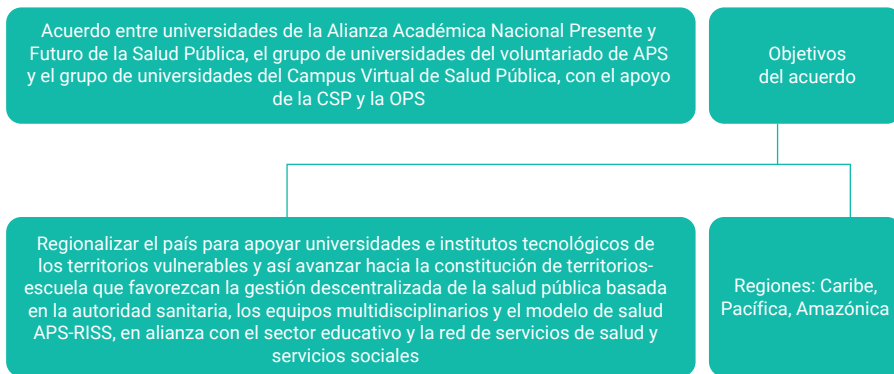 Acuerdo entre universidades de la Alianza Académica Nacional Presente y
Futuro de la Salud Pública, el grupo de universidades del voluntariado de APS
y el grupo de universidades del Campus Virtual de Salud Pública, con el apoyo
de la CSP y la OPS
Objetivos
del acuerdo
Regionalizar el país para apoyar universidades e institutos tecnológicos de
los territorios vulnerables y así avanzar hacia la constitución de territorios-
escuela que favorezcan la gestión descentralizada de la salud pública basada
en la autoridad sanitaria, los equipos multidisciplinarios y el modelo de salud
APS-RISS, en alianza con el sector educativo y la red de servicios de salud y
servicios sociales
Regiones: Caribe,
Pacífica, Amazónica